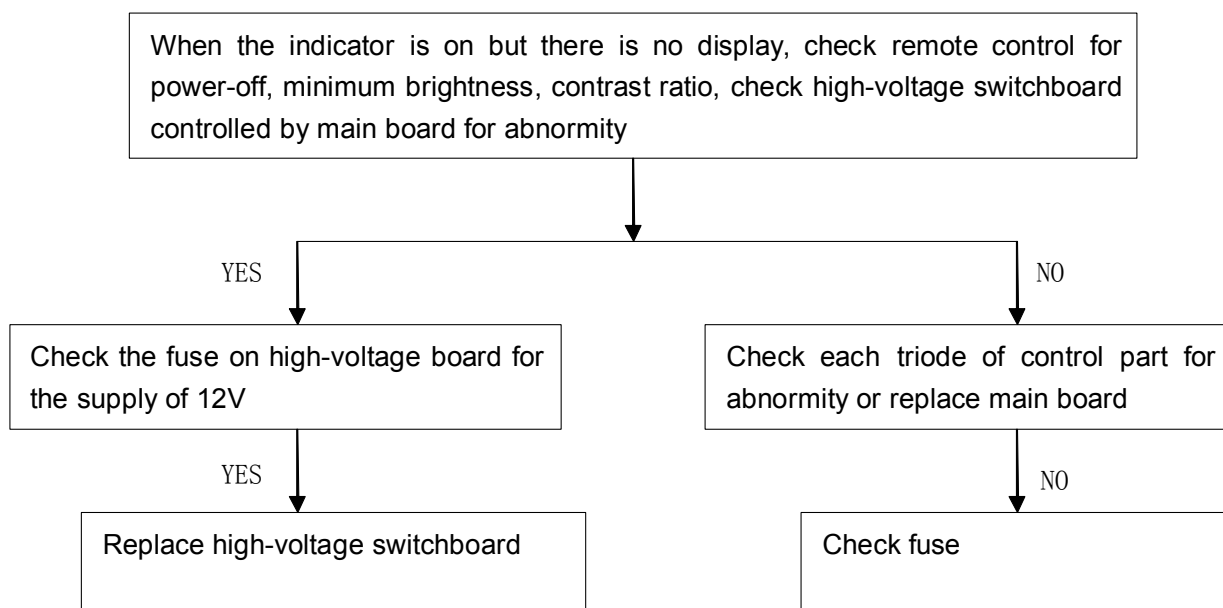 When the indicator is on but there is no display, check remote control for
power-off, minimum brightness, contrast ratio, check high-voltage switchboard
controlled by main board for abnormity
YES
NO
Check the fuse on high-voltage board for
the supply of 12V
Check each triode of control part for
abnormity or replace main board
YES
NO
Replace high-voltage switchboard
Check fuse